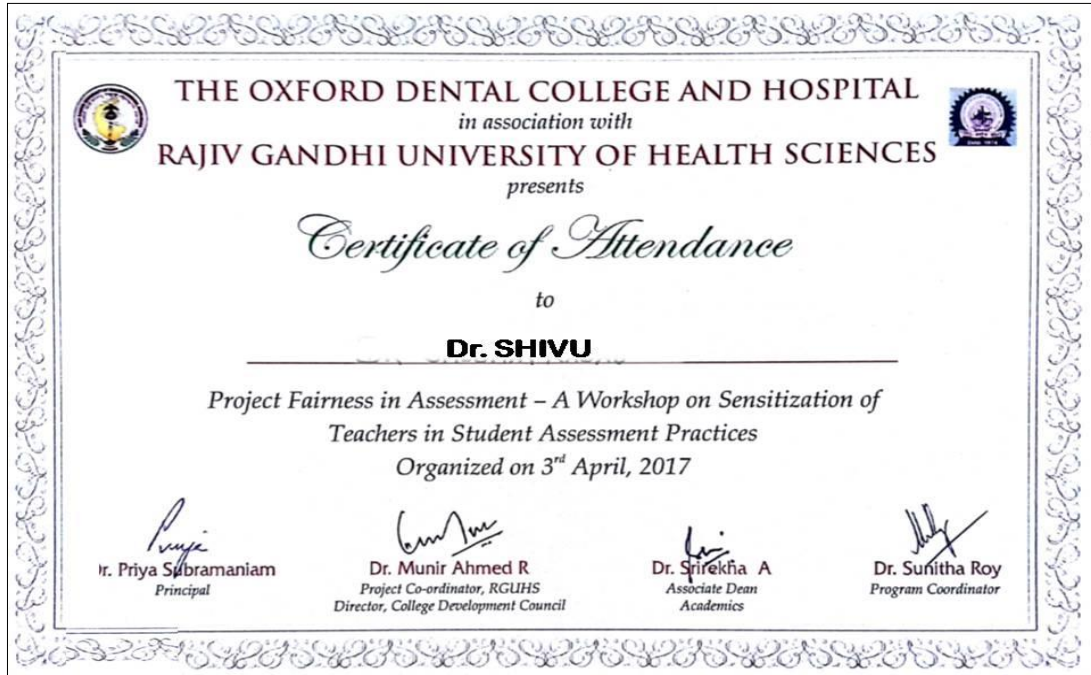 THE OXFORD DENTAL COLLEGE AND HOSPITAL
in association with
RAJIV GANDHI UNIVERSITY OF HEALTH SCIENCES
presents
Certificate of Attendance
to
Dr. SHIVU
Project Fairness in Assessment – A Workshop on Sensitization of
Teachers in Student Assessment Practices
Organized on 3rd April, 2017
r. Priya Subramaniam
Principal
Dr. Munir Ahmed R
Project Co-ordinator, RGUHS
Director, College Development Council
Dr. Srirekha A
Associate Dean
Academics
Dr. Sunitha Roy
Program Coordinator